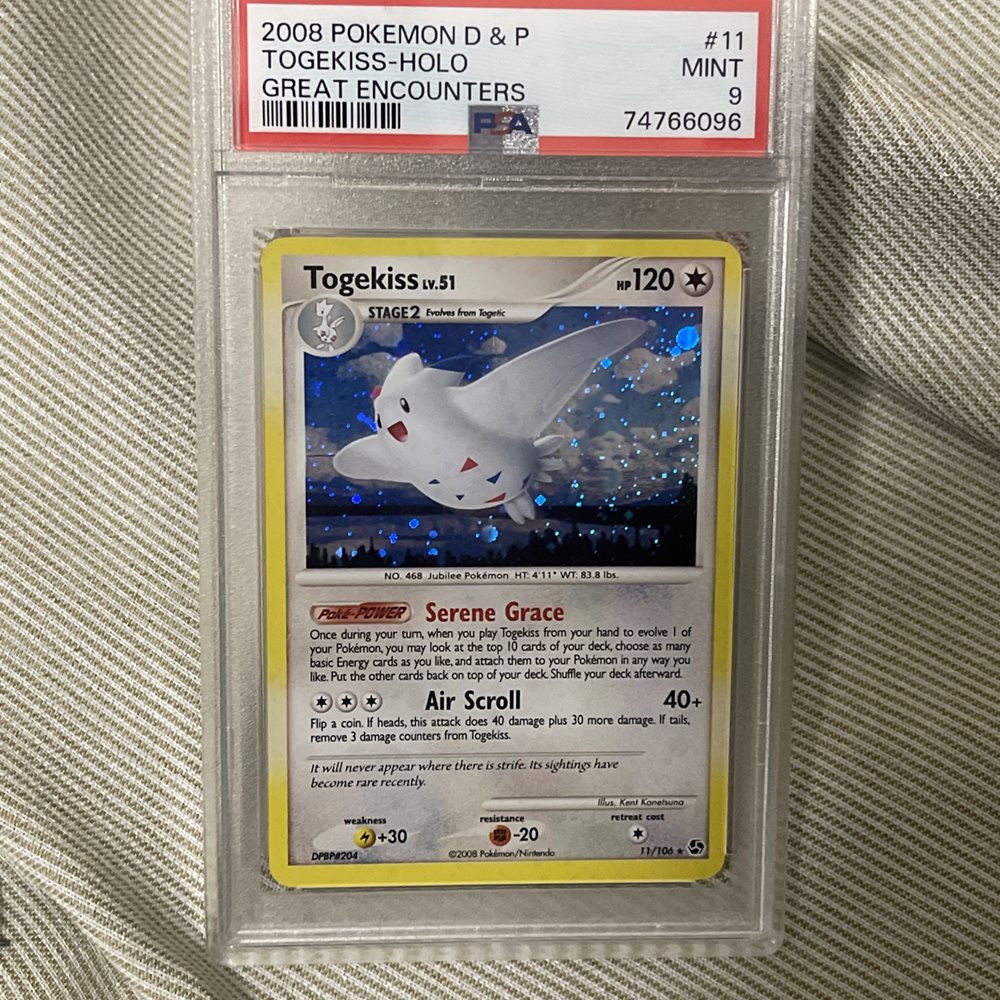 2008 POKEMON D & P #11
TOGEKISS-HOLO MINT
GREAT ENCOUNTERS 9
PSA 74766096
Togekiss LV.51 HP120
STAGE2 Evolves from Togetic
NO. 468 Jubilee Pokémon HT: 4'11" WT: 83.8 lbs.
Poké-POWER Serene Grace
Once during your turn, when you play Togekiss from your hand to evolve 1 of
your Pokémon, you may look at the top 10 cards of your deck, choose as many
basic Energy cards as you like, and attach them to your Pokémon in any way you
like. Put the other cards back on top of your deck. Shuffle your deck afterward.
Air Scroll 40+
Flip a coin. If heads, this attack does 40 damage plus 30 more damage. If tails,
remove 3 damage counters from Togekiss.
It will never appear where there is strife. Its sightings have
become rare recently.
Illus. Kent Kanetsuna
weakness resistance retreat cost
+30 -20
DPBP#204 ©2008 Pokémon/Nintendo 11/106